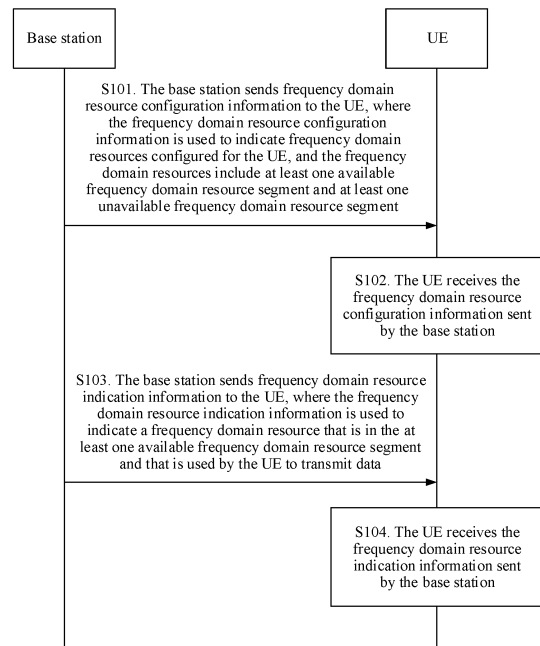 Base station
UE
S101. The base station sends frequency domain
resource configuration information to the UE, where
the frequency domain resource configuration
information is used to indicate frequency domain
resources configured for the UE, and the frequency
domain resources include at least one available
frequency domain resource segment and at least one
unavailable frequency domain resource segment
S102. The UE receives the
frequency domain resource
configuration information sent
by the base station
S103. The base station sends frequency domain resource
indication information to the UE, where the frequency
domain resource indication information is used to
indicate a frequency domain resource that is in the at
least one available frequency domain resource segment
and that is used by the UE to transmit data
S104. The UE receives the
frequency domain resource
indication information sent
by the base station